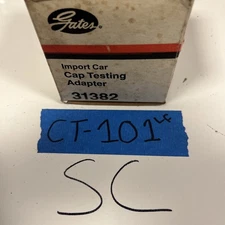 Gates
Import Car
Cap Testing
Adapter
31382
CT-101
SC